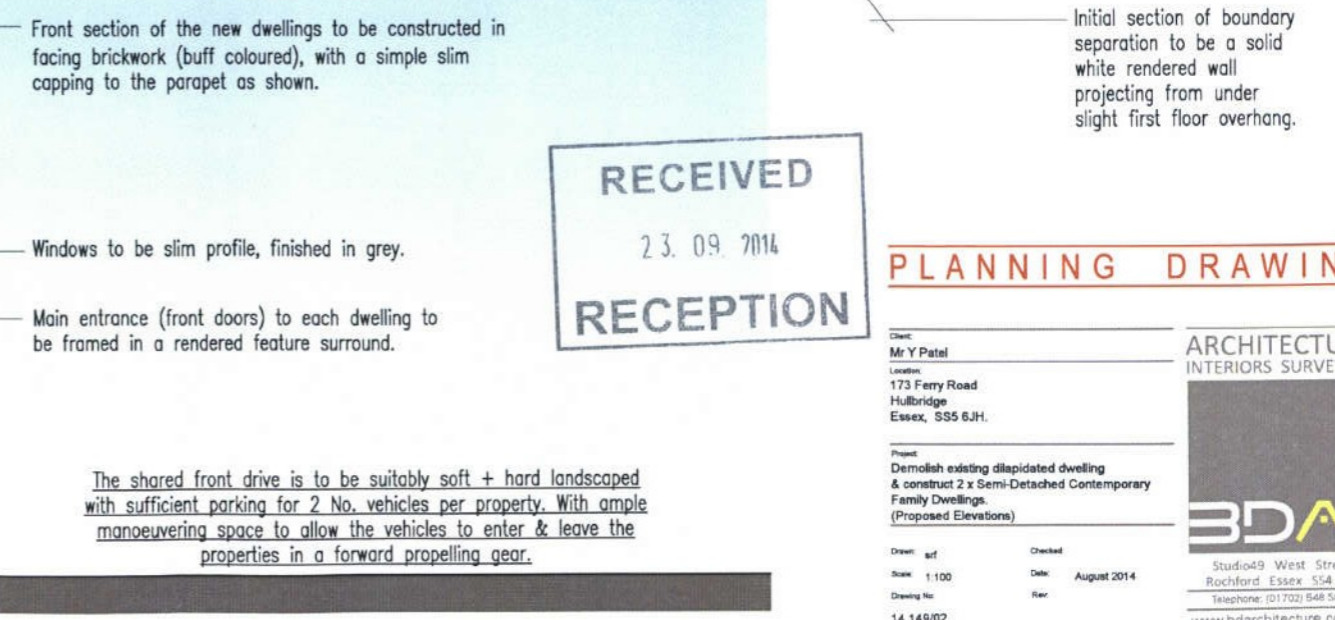 Front section of the new dwellings to be constructed in
facing brickwork (buff coloured), with a simple slim
capping to the parapet as shown.
Initial section of boundary
separation to be a solid
white rendered wall
projecting from under
slight first floor overhang.
RECEIVED
23. 09. 2014
RECEPTION
Windows to be slim profile, finished in grey.
Main entrance (front doors) to each dwelling to
be framed in a rendered feature surround.
The shared front drive is to be suitably soft + hard landscaped
with sufficient parking for 2 No. vehicles per property. With ample
manoeuvering space to allow the vehicles to enter & leave the
properties in a forward propelling gear.
PLANNING DRAWIN
Client:
Mr Y Patel
Location:
173 Ferry Road
Hullbridge
Essex, SS5 6JH.
Project:
Demolish existing dilapidated dwelling
& construct 2 x Semi-Detached Contemporary
Family Dwellings.
(Proposed Elevations)
Drawn: srf Checked
Scale: 1:100 Date: August 2014
Drawing No: Rev:
14.149/02
ARCHITECTU
INTERIORS SURVE
BDA
Studio49 West Stre
Rochford Essex SS4
Telephone: (01702) 548 5
www.bdarchitecture.c